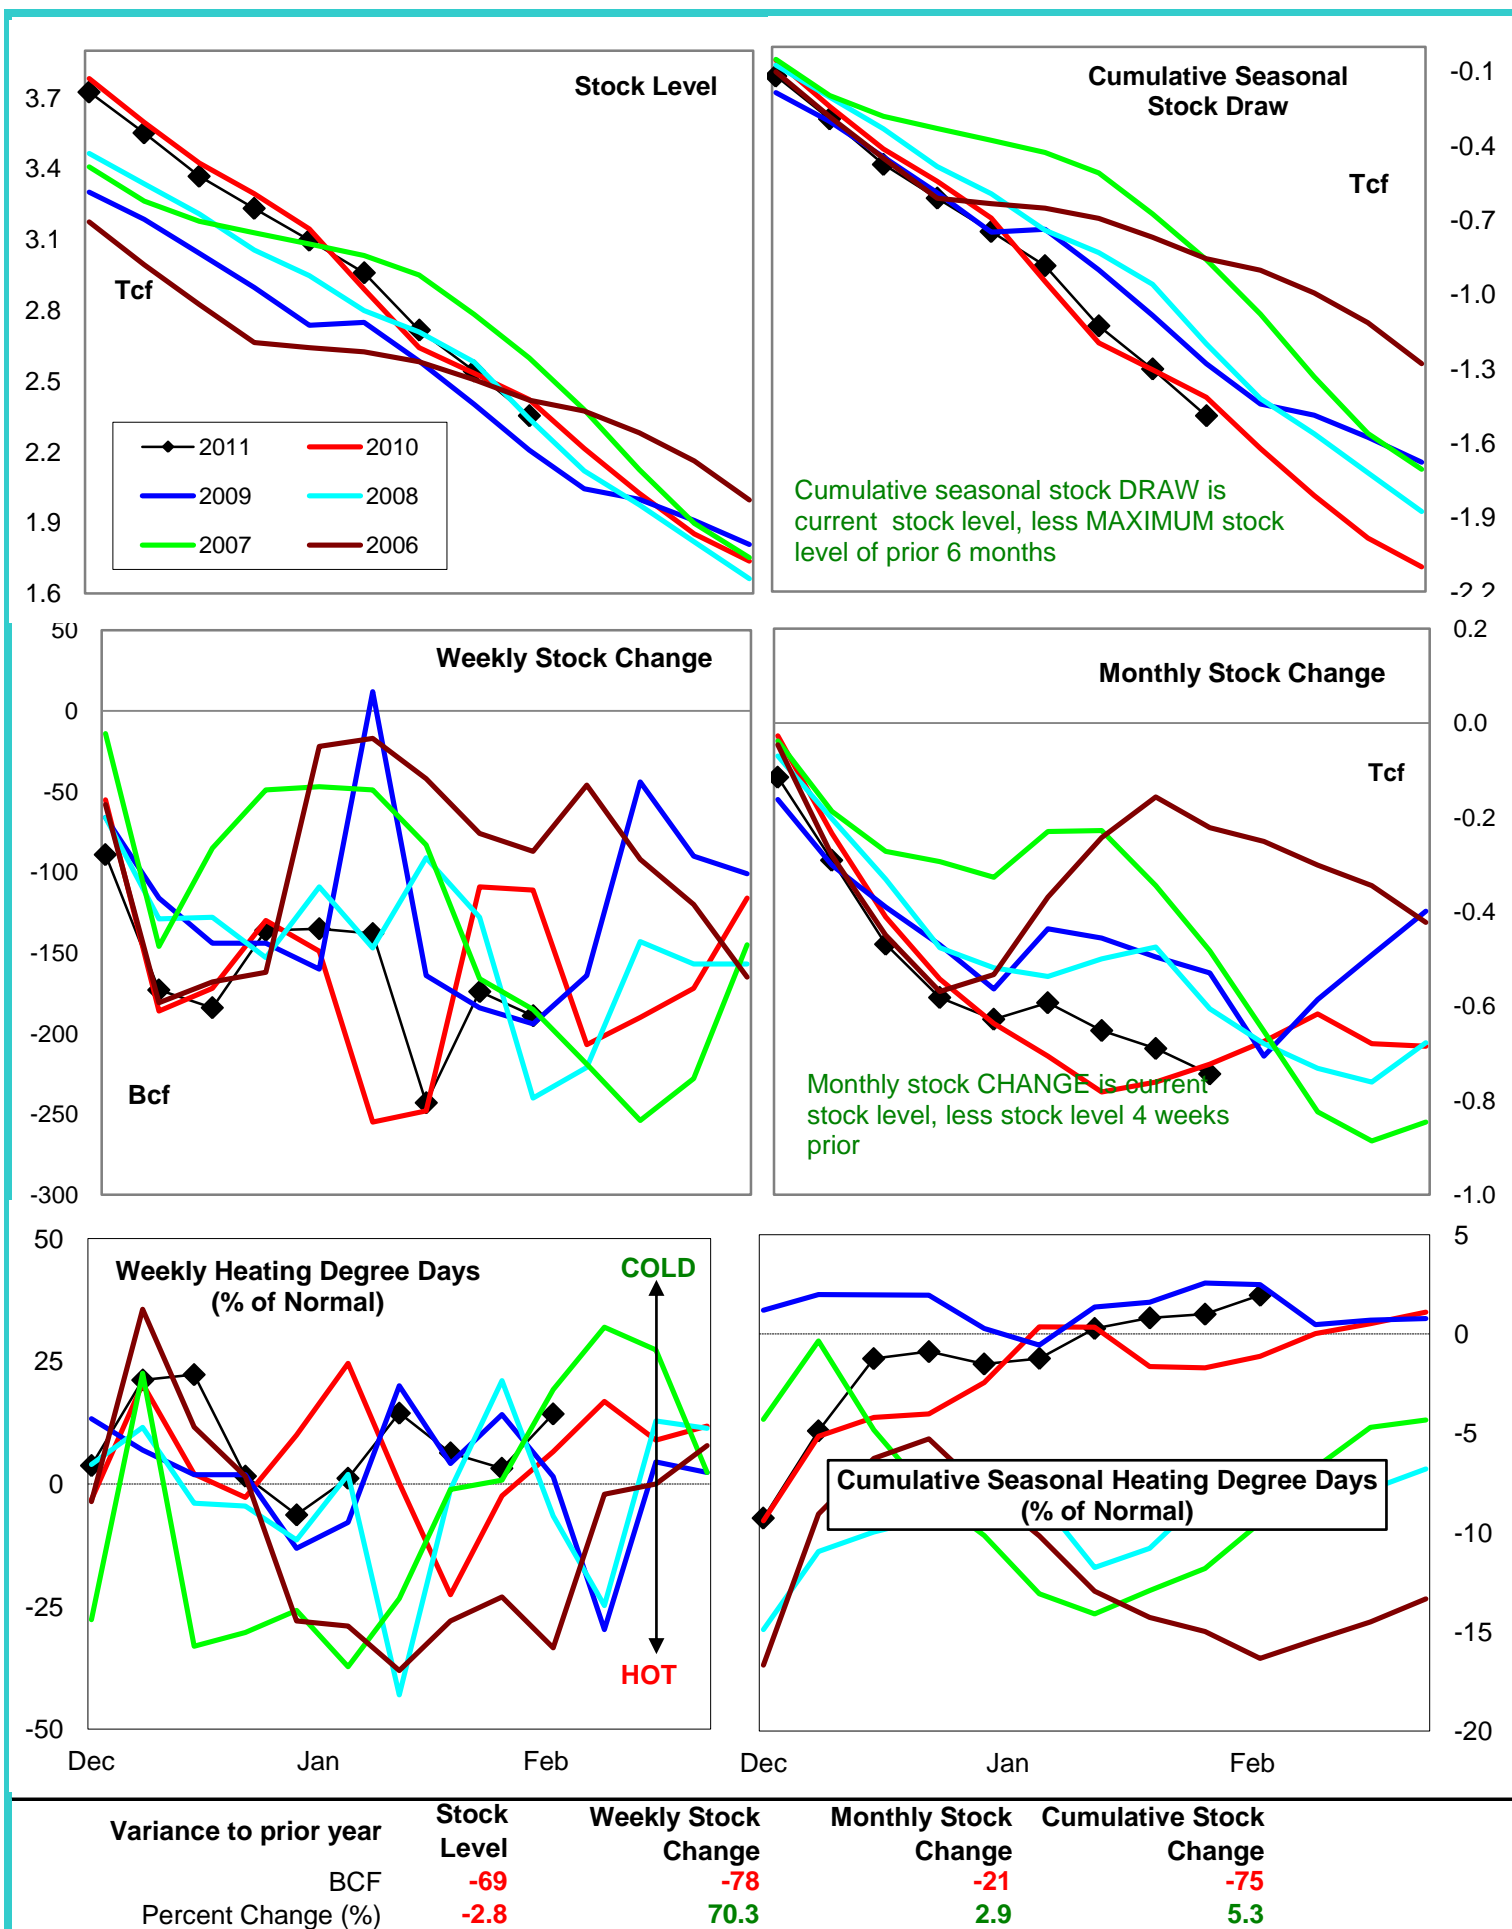 Stock Level
3.7
3.4
3.1
2.8
2.5
2.2
1.9
1.6
Tcf
2011
2010
2009
2008
2007
2006
Cumulative Seasonal
Stock Draw
Tcf
-0.1
-0.4
-0.7
-1.0
-1.3
-1.6
-1.9
-2.2
Cumulative seasonal stock DRAW is
current stock level, less MAXIMUM stock
level of prior 6 months
Weekly Stock Change
50
0
-50
-100
-150
-200
-250
-300
Bcf
Monthly Stock Change
Tcf
0.2
0.0
-0.2
-0.4
-0.6
-0.8
-1.0
Monthly stock CHANGE is current
stock level, less stock level 4 weeks
prior
Weekly Heating Degree Days
(% of Normal)
COLD
HOT
50
25
0
-25
-50
Dec
Jan
Feb
Cumulative Seasonal Heating Degree Days
(% of Normal)
5
0
-5
-10
-15
-20
Dec
Jan
Feb
Variance to prior year
Stock
Level
Weekly Stock
Change
Monthly Stock
Change
Cumulative Stock
Change
BCF -69 -78 -21 -75
Percent Change (%) -2.8 70.3 2.9 5.3